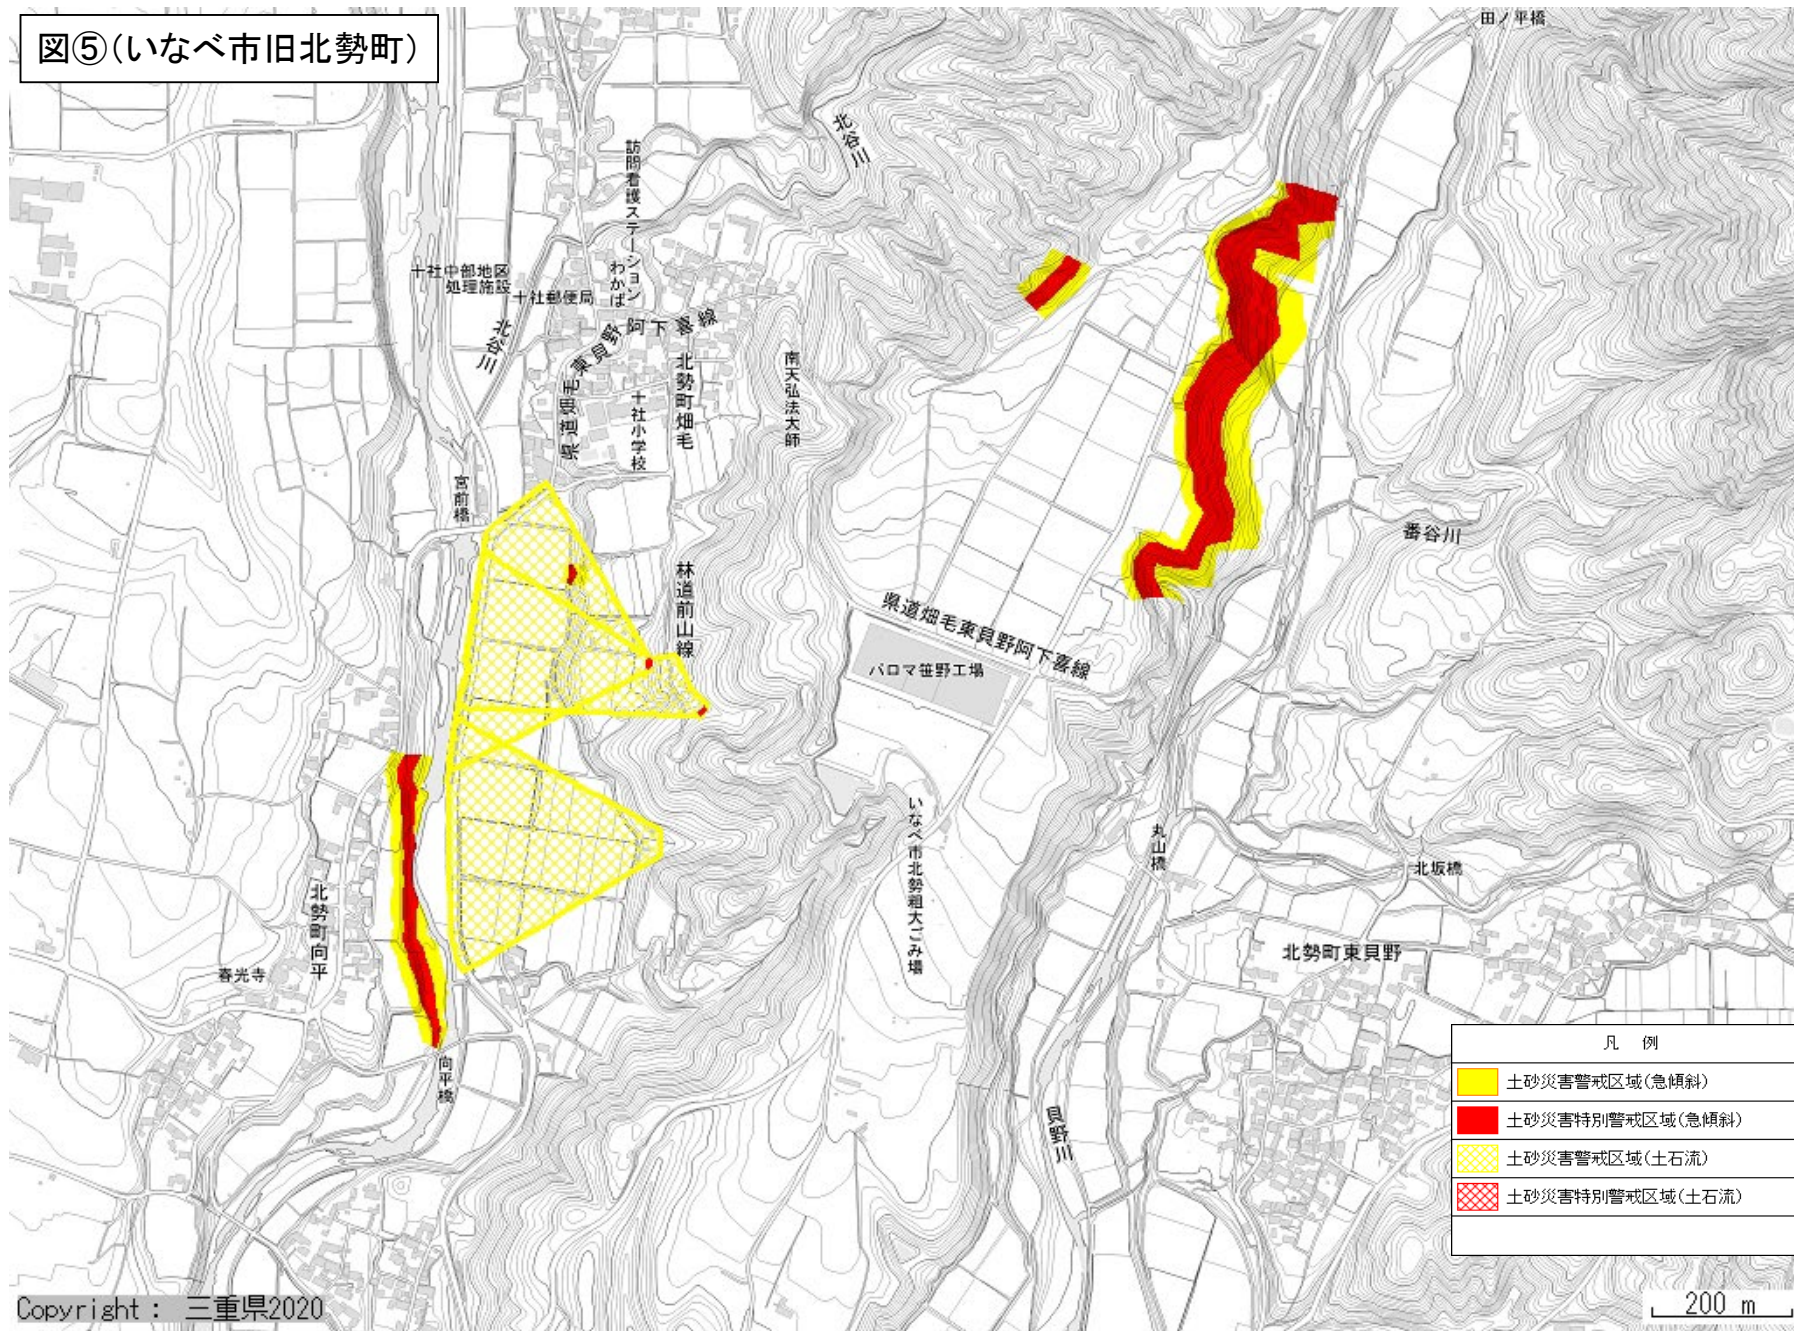 図⑤(いなべ市旧北勢町)
田ノ平橋
北谷川
訪問看護ステーション
わかば
十社中部地区
処理施設
十社郵便局
北谷川
県道畑毛東貝野阿下喜線
北勢町畑毛
十社小学校
南天弘法大師
宮前橋
番谷川
林道前山線
県道畑毛東貝野阿下喜線
パロマ笹野工場
いなべ市北勢粗大ごみ場
丸山橋
北坂橋
北勢町向平
春光寺
北勢町東貝野
向平橋
貝野川
凡 例
土砂災害警戒区域(急傾斜)
土砂災害特別警戒区域(急傾斜)
土砂災害警戒区域(土石流)
土砂災害特別警戒区域(土石流)
Copyright : 三重県2020
200 m